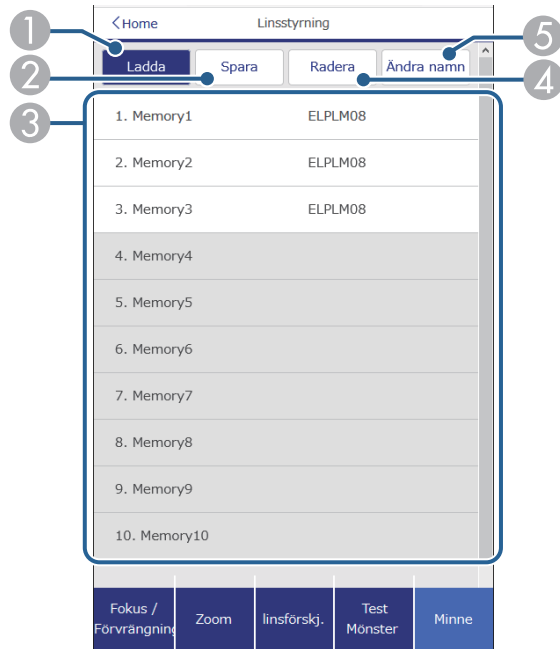 <Home Linsstyrning
Ladda Spara Radera Ändra namn
1 2 3 4 5
1. Memory1 ELPLM08
2. Memory2 ELPLM08
3. Memory3 ELPLM08
4. Memory4
5. Memory5
6. Memory6
7. Memory7
8. Memory8
9. Memory9
10. Memory10
Fokus /
Förvrängning
Zoom
linsförskj.
Test
Mönster
Minne